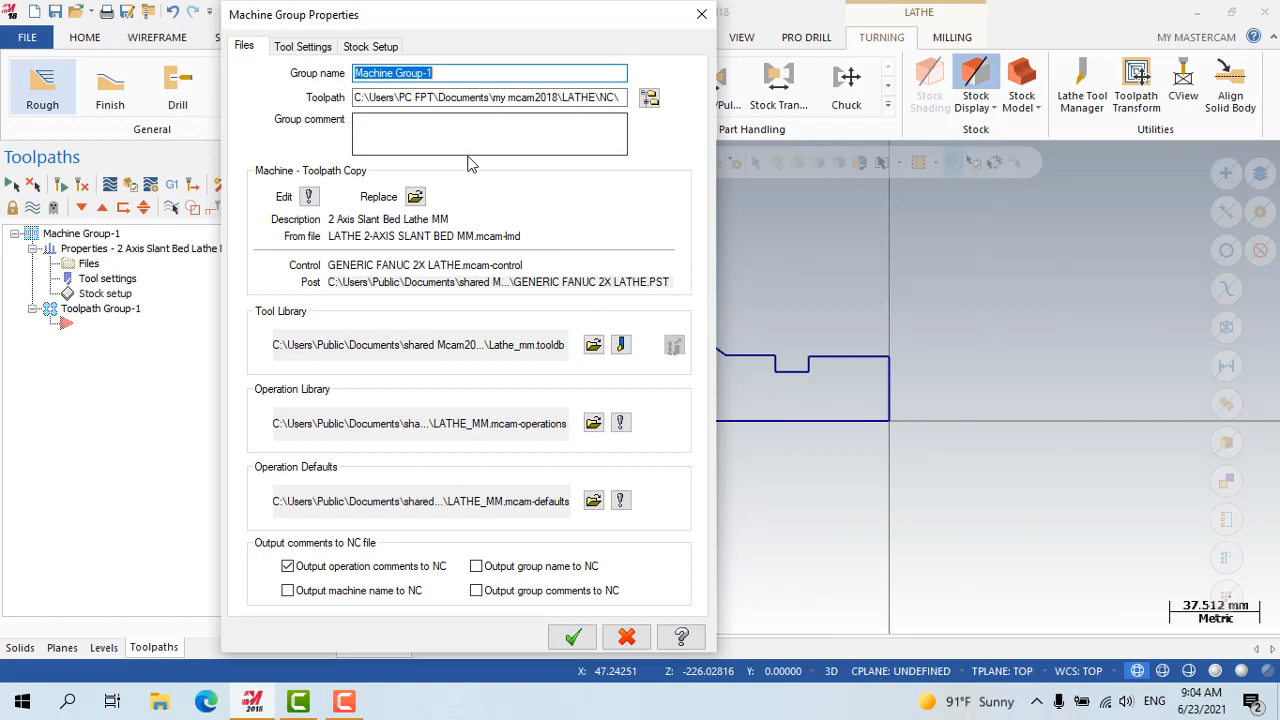 18
Machine Group Properties
LATHE
FILE
HOME
WIREFRAME
VIEW
PRO DRILL
TURNING
MILLING
MY MASTERCAM
Rough
Finish
Drill
General
Stock Tran...
Chuck
Part Handling
Stock Shading
Stock Display
Stock Model
Stock
Lathe Tool Manager
Toolpath Transform
CView
Align Solid Body
Utilities
Toolpaths
G1
Machine Group-1
Properties - 2 Axis Slant Bed Lathe
Files
Tool settings
Stock setup
Toolpath Group-1
Files
Tool Settings
Stock Setup
Group name
Machine Group-1
Toolpath
C:\Users\PC FPT\Documents\my mcam2018\LATHE\NC\
Group comment
Machine - Toolpath Copy
Edit
Replace
Description 2 Axis Slant Bed Lathe MM
From file LATHE 2-AXIS SLANT BED MM.mcam-lmd
Control GENERIC FANUC 2X LATHE.mcam-control
Post C:\Users\Public\Documents\shared M...\GENERIC FANUC 2X LATHE.PST
Tool Library
C:\Users\Public\Documents\shared Mcam20...\Lathe_mm.tooldb
Operation Library
C:\Users\Public\Documents\sha...\LATHE_MM.mcam-operations
Operation Defaults
C:\Users\Public\Documents\shared...\LATHE_MM.mcam-defaults
Output comments to NC file
Output operation comments to NC
Output group name to NC
Output machine name to NC
Output group comments to NC
37.512 mm
Metric
Solids
Planes
Levels
Toolpaths
X: 47.24251
Z: -226.02816
Y: 0.00000
3D
CPLANE: UNDEFINED
TPLANE: TOP
WCS: TOP
2018
91°F Sunny
ENG
9:04 AM
6/23/2021
2